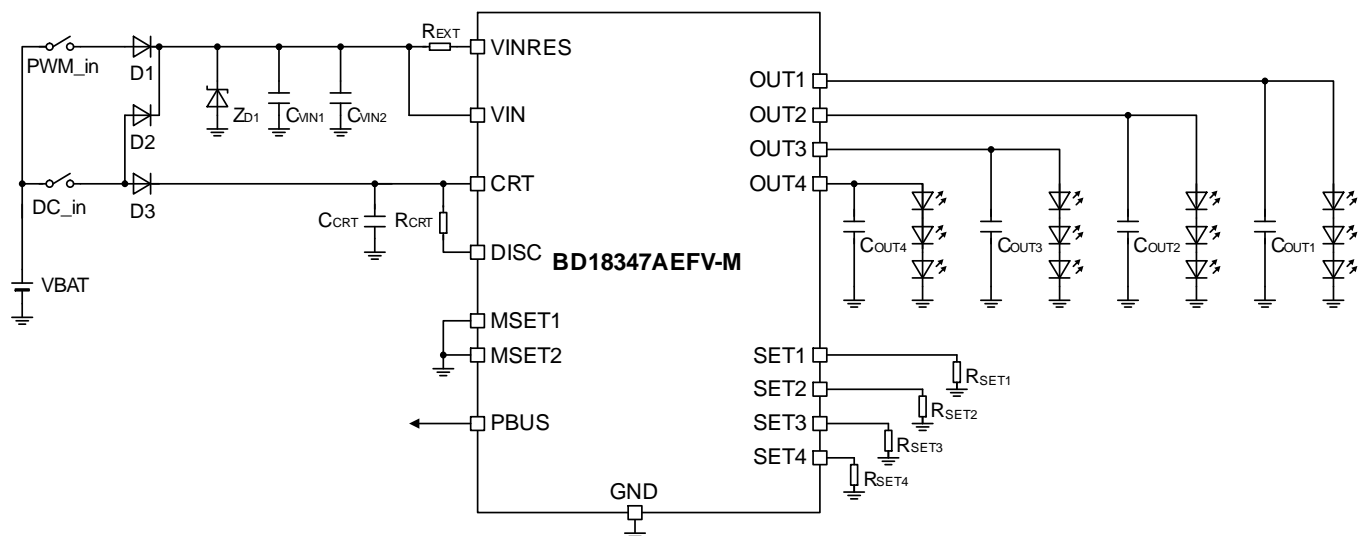 REXT
VINRES
PWM_in
D1
OUT1
D2
ZD1
CVIN1
CVIN2
VIN
OUT2
OUT3
CRT
OUT4
DC_in
D3
CCRT
RCRT
DISC
BD18347AEFV-M
COUT4
COUT3
COUT2
COUT1
VBAT
MSET1
MSET2
SET1
RSET1
SET2
RSET2
PBUS
SET3
RSET3
SET4
RSET4
GND